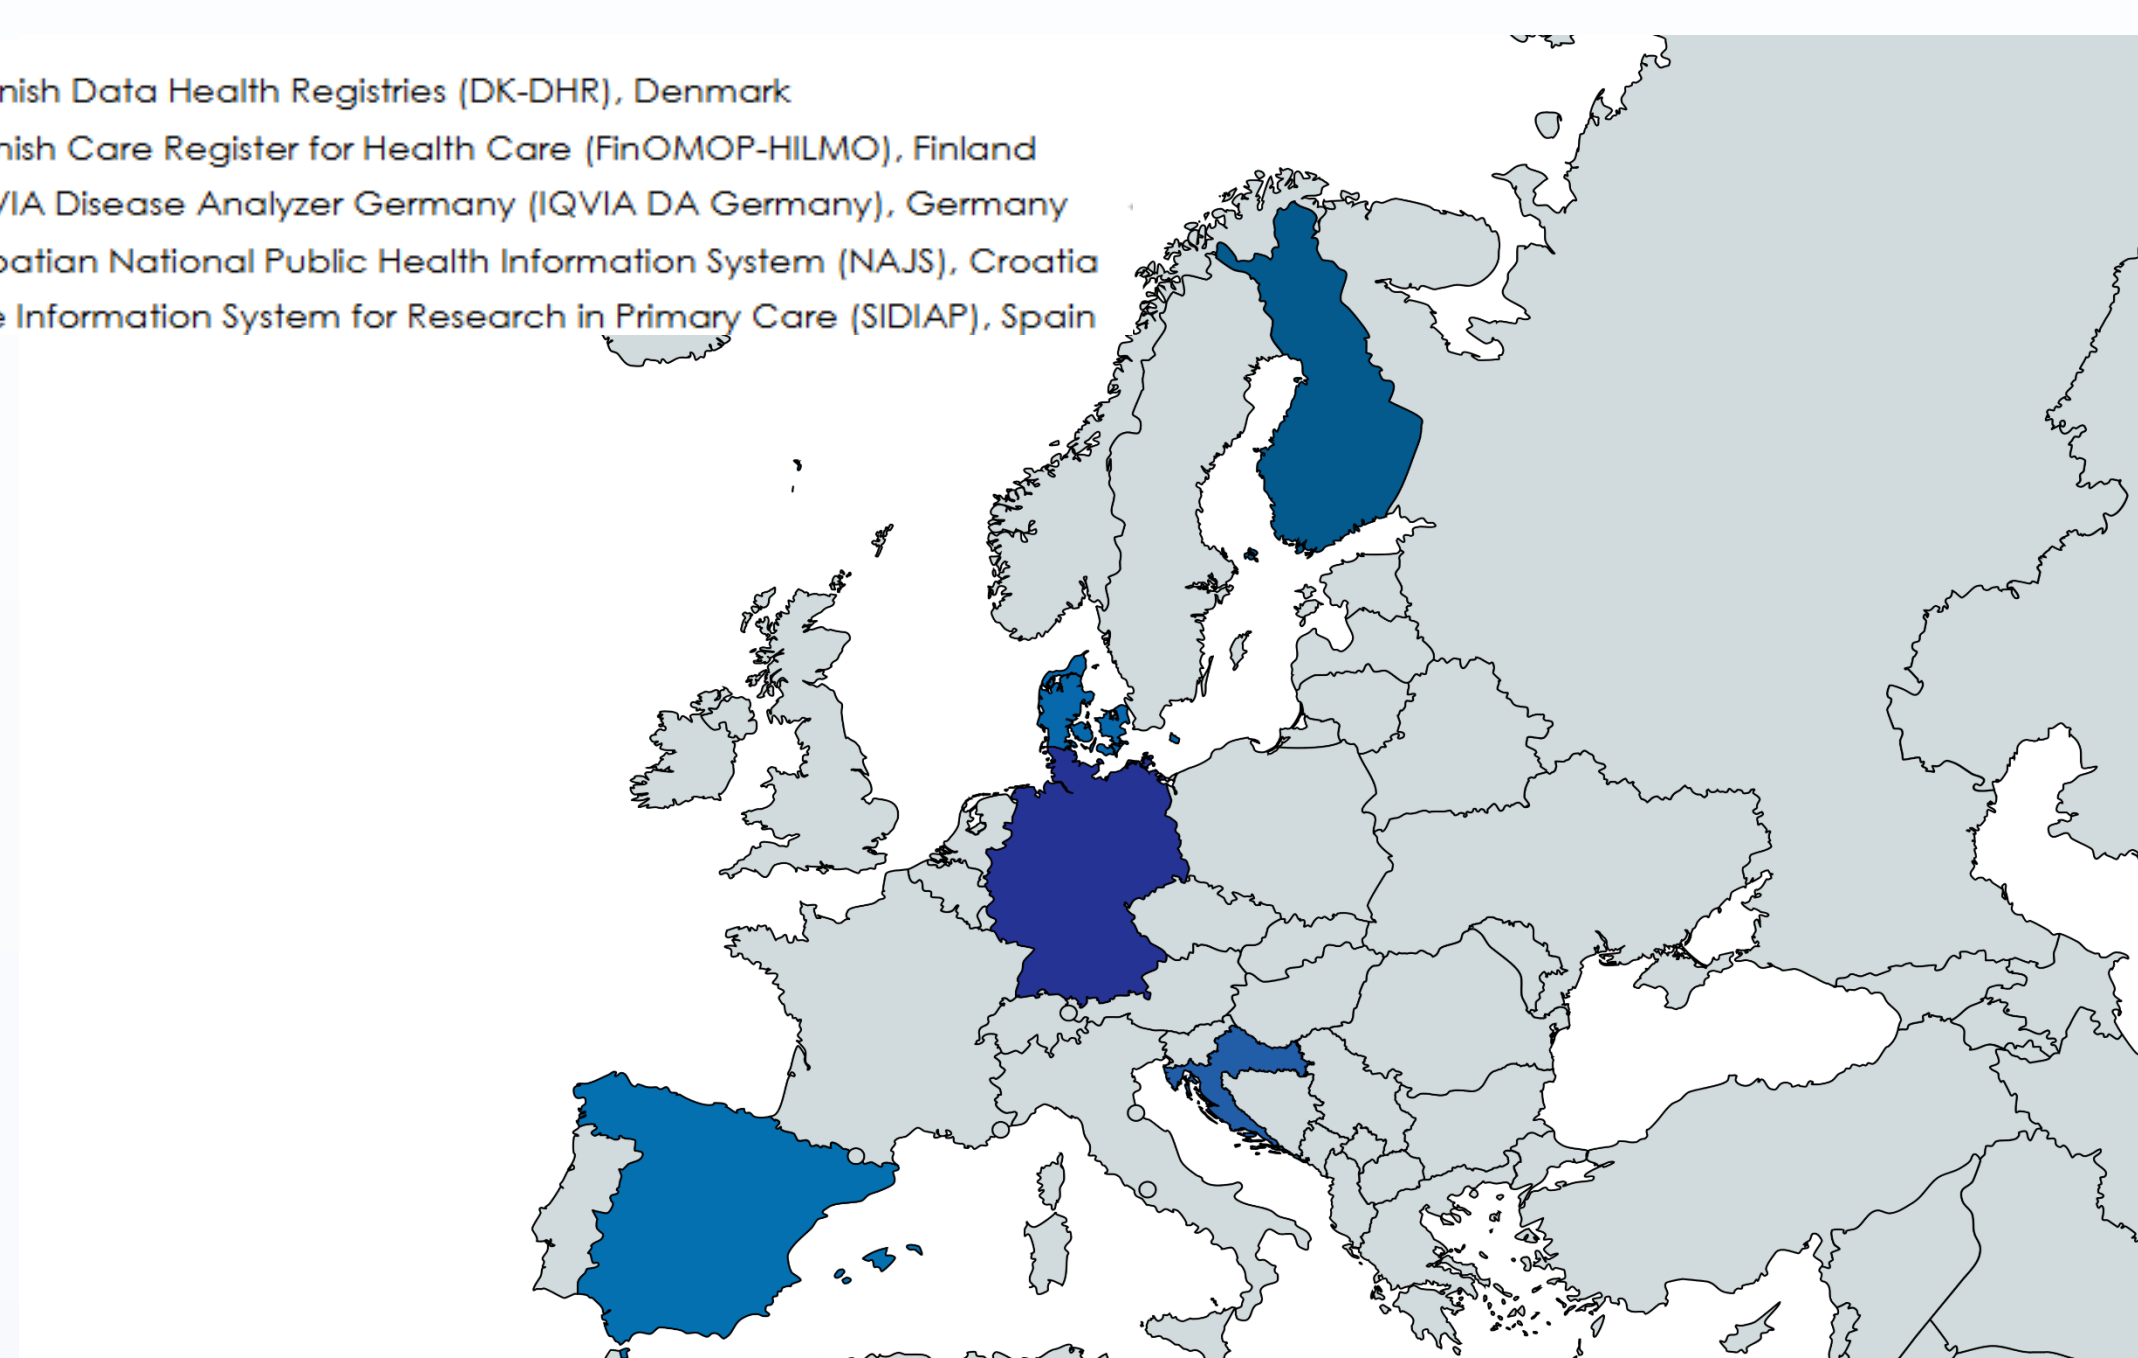 nish Data Health Registries (DK-DHR), Denmark
nish Care Register for Health Care (FinOMOP-HILMO), Finland
VIA Disease Analyzer Germany (IQVIA DA Germany), Germany
patian National Public Health Information System (NAJS), Croatia
e Information System for Research in Primary Care (SIDIAP), Spain